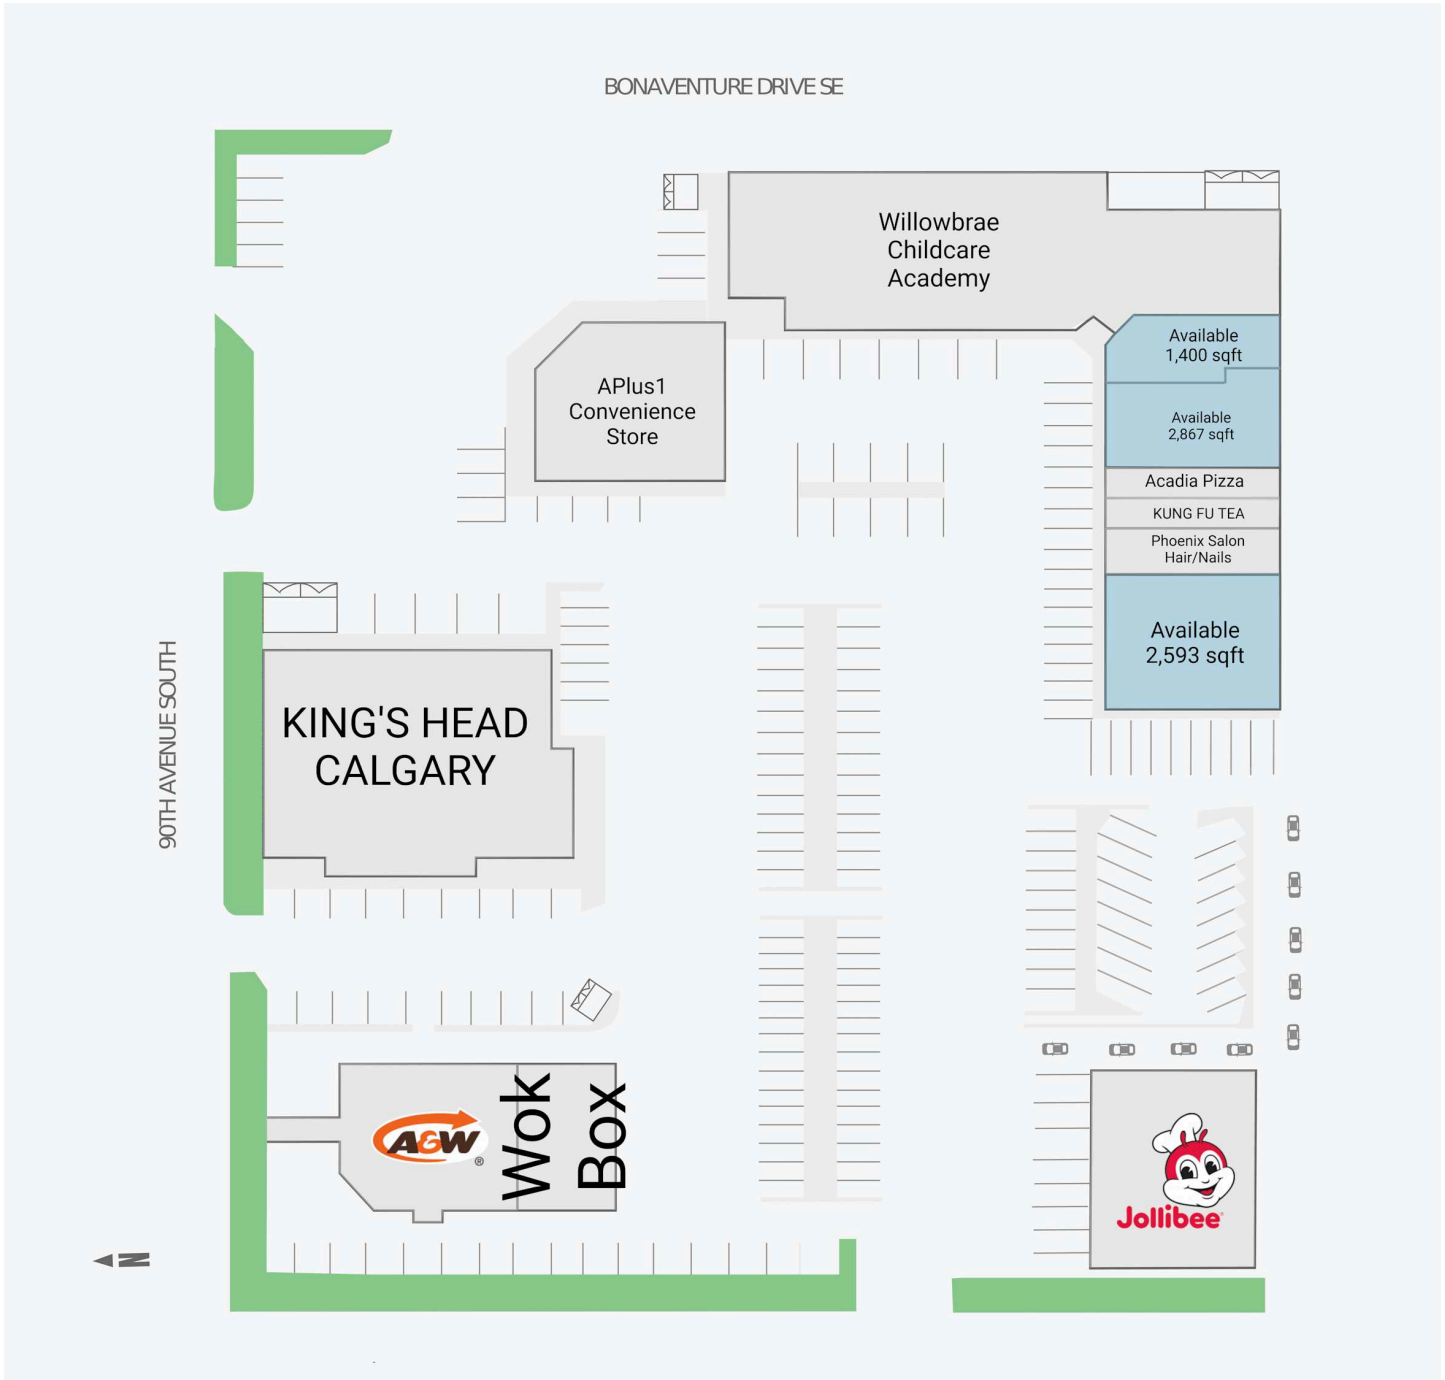 BONAVENTURE DRIVE SE
Willowbrae
Childcare
Academy
Available
1,400 sqft
APlus1
Convenience
Store
Available
2,867 sqft
Acadia Pizza
KUNG FU TEA
Phoenix Salon
Hair/Nails
Available
2,593 sqft
90TH AVENUE SOUTH
KING'S HEAD
CALGARY
A&W®
Wok
Box
Jollibee
N